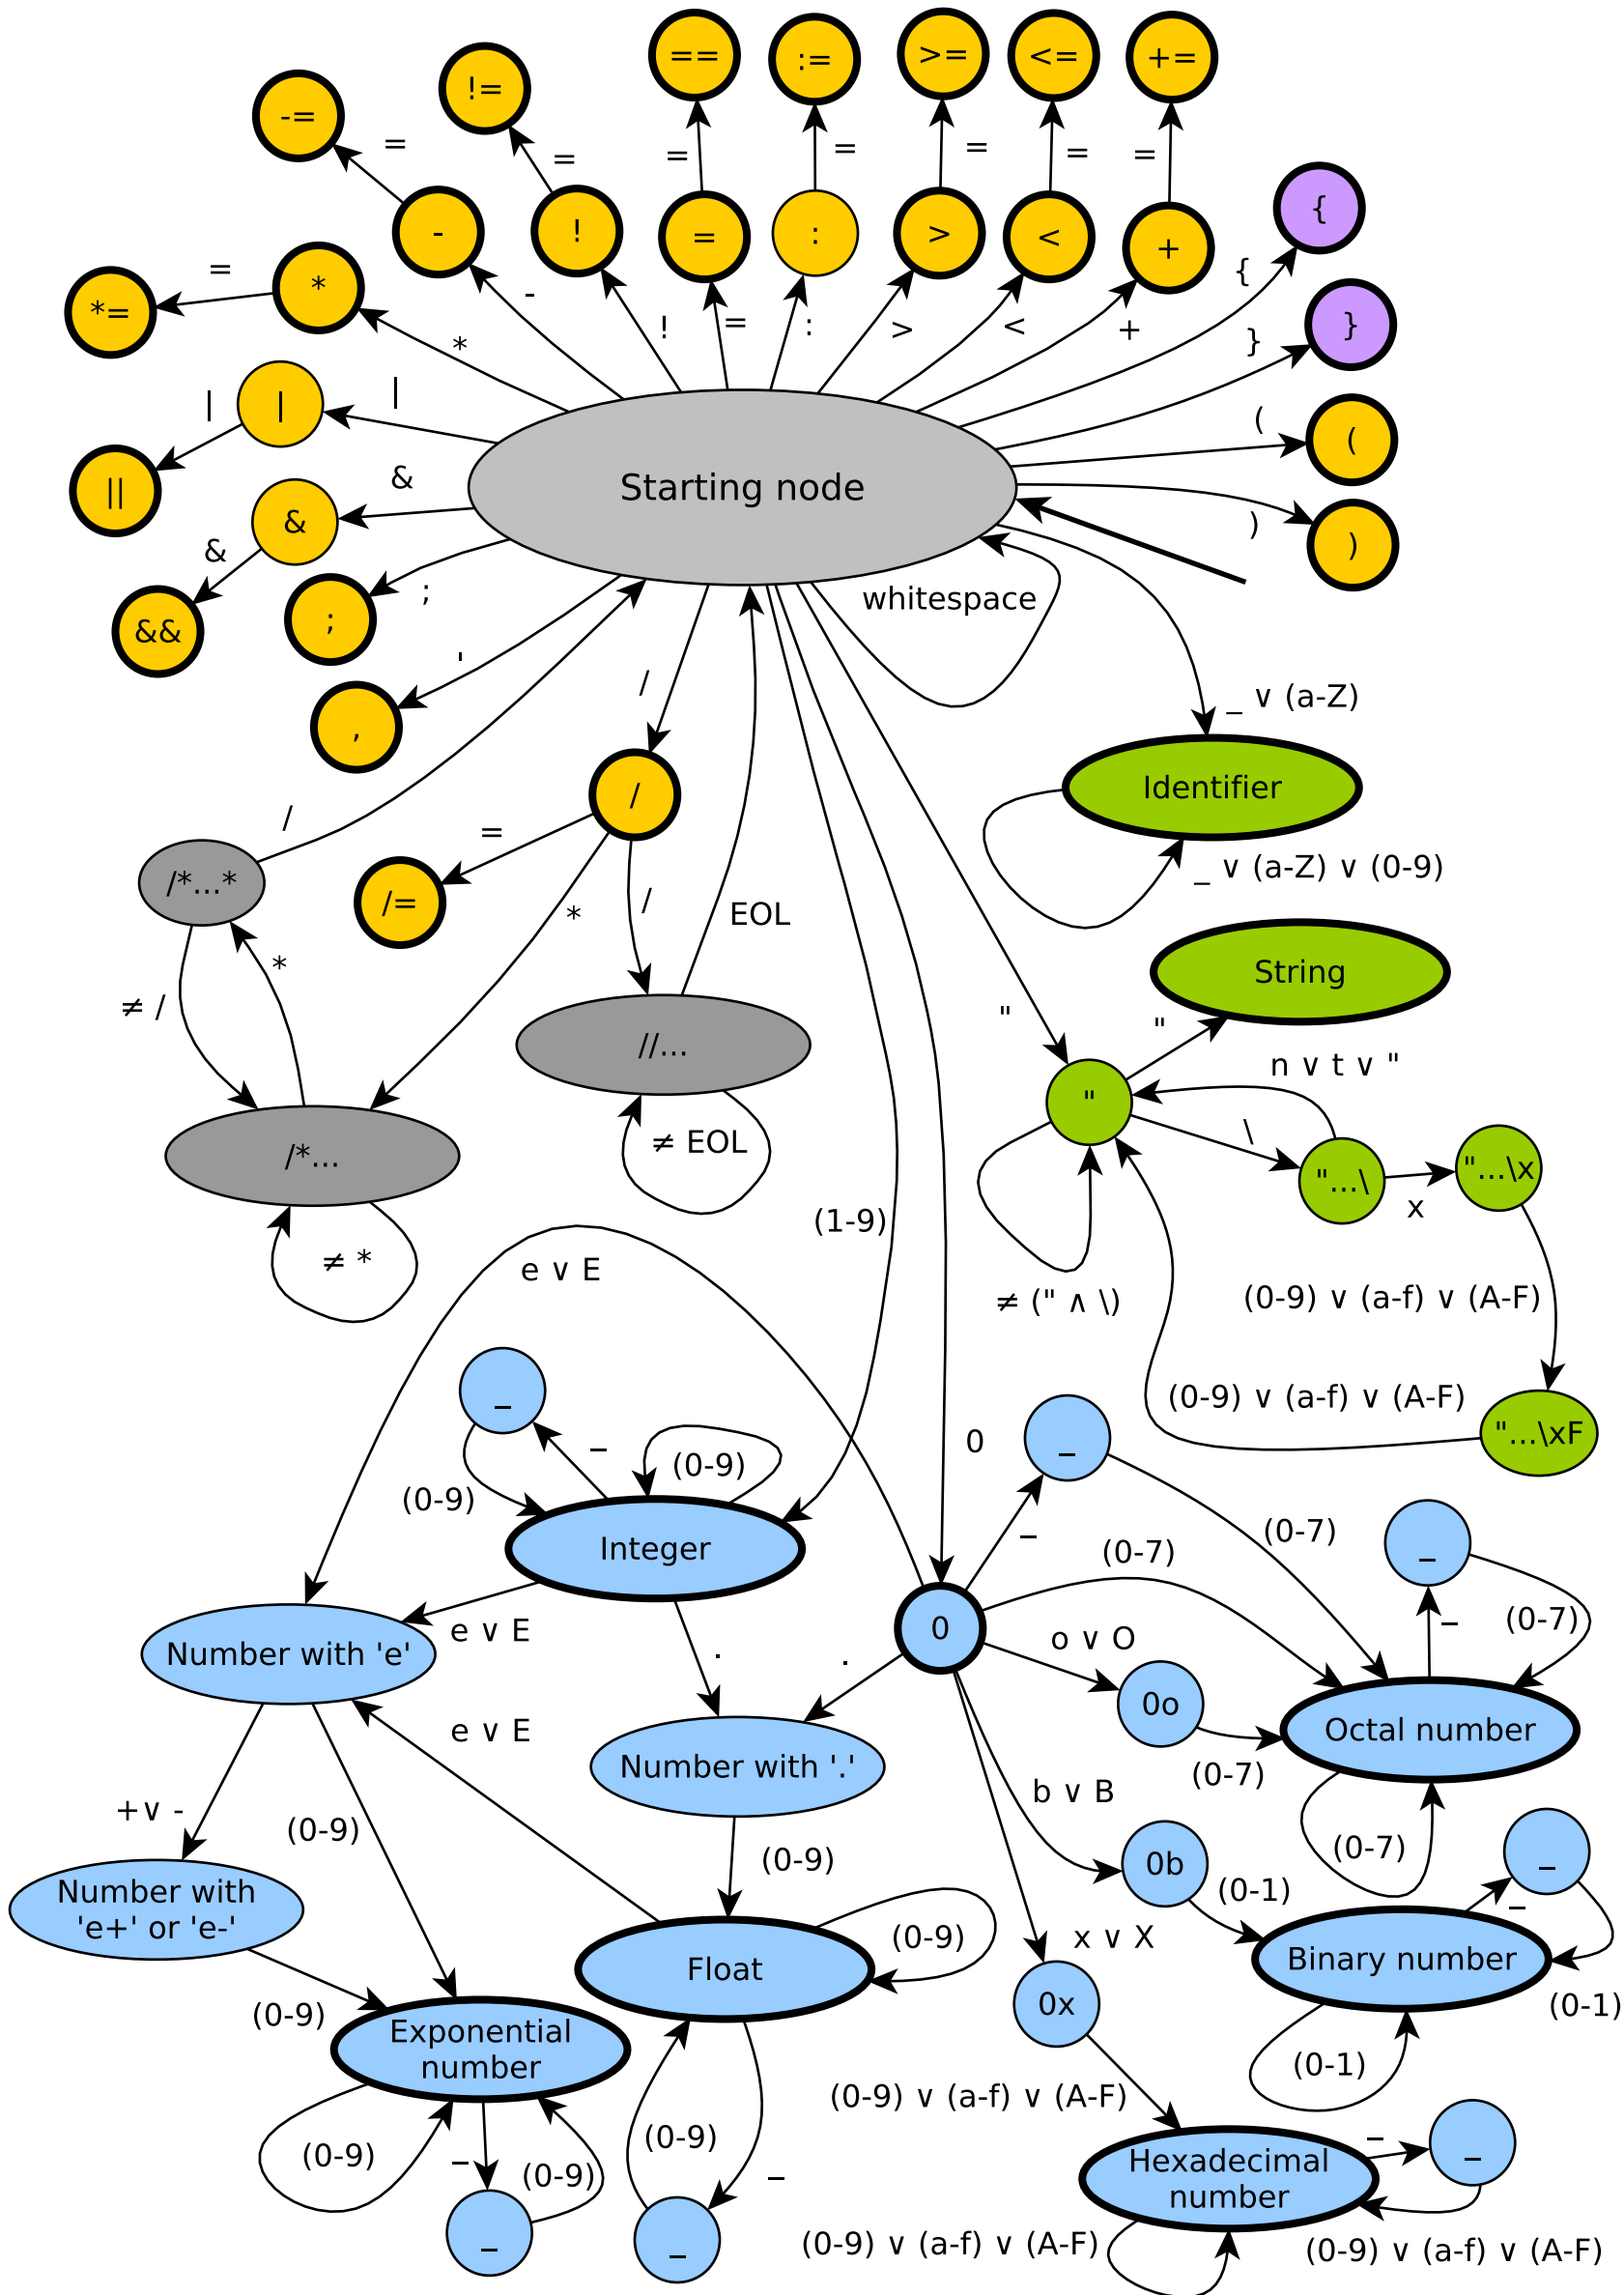 ==
:=
>=
<=
+=
!=
-=
=
=
=
=
=
=
=
{
-
!
=
:
>
<
+
*
*=
=
{
}
-
!
=
:
>
<
+
}
*
|
|
|
||
(
(
Starting node
&
&
&
&&
;
;
)
)
whitespace
'
,
/
_ ∨ (a-Z)
/
=
/
/*...*
/=
*
/
EOL
Identifier
_ ∨ (a-Z) ∨ (0-9)
String
*
≠ /
//...
"
"
n ∨ t ∨ "
"
\
≠ EOL
/*...
"...\
"...\x
x
(1-9)
≠ *
e ∨ E
≠ (" ∧ \)
(0-9) ∨ (a-f) ∨ (A-F)
(0-9) ∨ (a-f) ∨ (A-F)
"...\xF
_
_
(0-9)
(0-9)
0
_
Integer
_
(0-7)
(0-7)
_
_
(0-7)
e ∨ E
0
o ∨ O
Number with 'e'
.
.
0o
Octal number
e ∨ E
Number with '.'
(0-7)
b ∨ B
+∨ -
(0-9)
(0-9)
(0-7)
0b
(0-1)
_
_
Number with
'e+' or 'e-'
(0-9)
x ∨ X
Binary number
Float
0x
(0-1)
(0-9)
Exponential
number
(0-1)
(0-9) ∨ (a-f) ∨ (A-F)
(0-9)
_
(0-9)
(0-9)
_
_
_
Hexadecimal
number
_
_
(0-9) ∨ (a-f) ∨ (A-F)
(0-9) ∨ (a-f) ∨ (A-F)